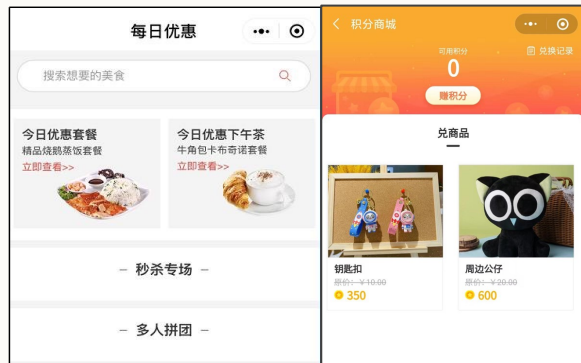 每日优惠
搜索想要的美食
今日优惠套餐
精品烧鹅蒸饭套餐
立即查看>>
今日优惠下午茶
牛角包卡布奇诺套餐
立即查看>>
– 秒杀专场 –
– 多人拼团 –
积分商城
可用积分
兑换记录
0
赚积分
兑商品
钥匙扣
原价：￥10.00
350
周边公仔
原价：￥20.00
600